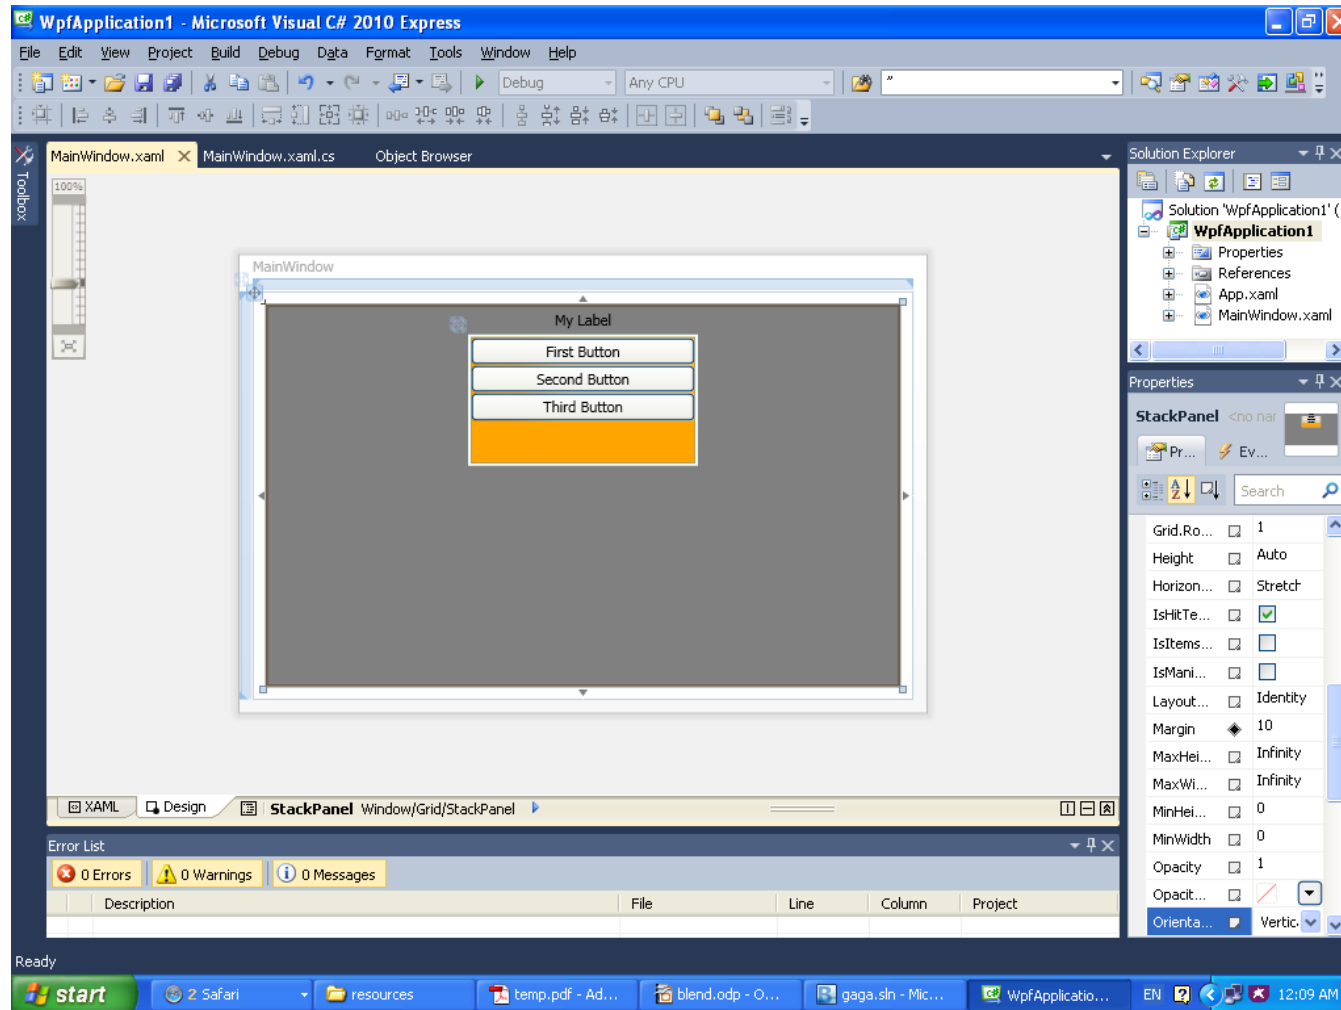 WpfApplication1 - Microsoft Visual C# 2010 Express
File Edit View Project Build Debug Data Format Tools Window Help
Debug Any CPU "
Toolbox
MainWindow.xaml MainWindow.xaml.cs Object Browser
100%
MainWindow
My Label
First Button
Second Button
Third Button
XAML Design StackPanel Window/Grid/StackPanel
Error List
0 Errors 0 Warnings 0 Messages
Description File Line Column Project
Solution Explorer
Solution 'WpfApplication1' (
WpfApplication1
Properties
References
App.xaml
MainWindow.xaml
Properties
StackPanel <no nar
Pr... Ev...
Search
Grid.Ro... 1
Height Auto
Horizon... Stretch
IsHitTe...
IsItems...
IsMani...
Layout... Identity
Margin 10
MaxHei... Infinity
MaxWi... Infinity
MinHei... 0
MinWidth 0
Opacity 1
Opacit...
Orienta... Vertic
Ready
start 2 Safari resources temp.pdf - Ad... blend.odp - O... gaga.sln - Mic... WpfApplicatio... EN 12:09 AM